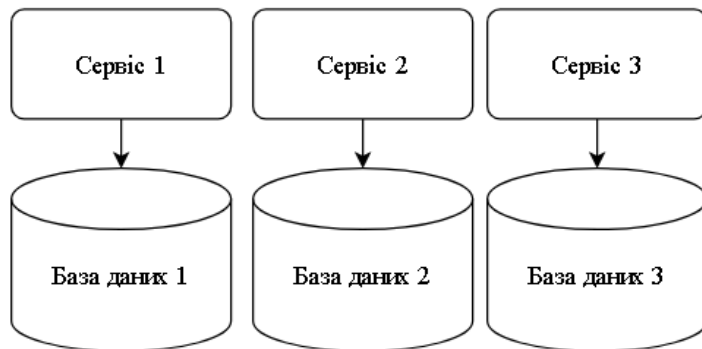 Сервіс 1
Сервіс 2
Сервіс 3
База даних 1
База даних 2
База даних 3